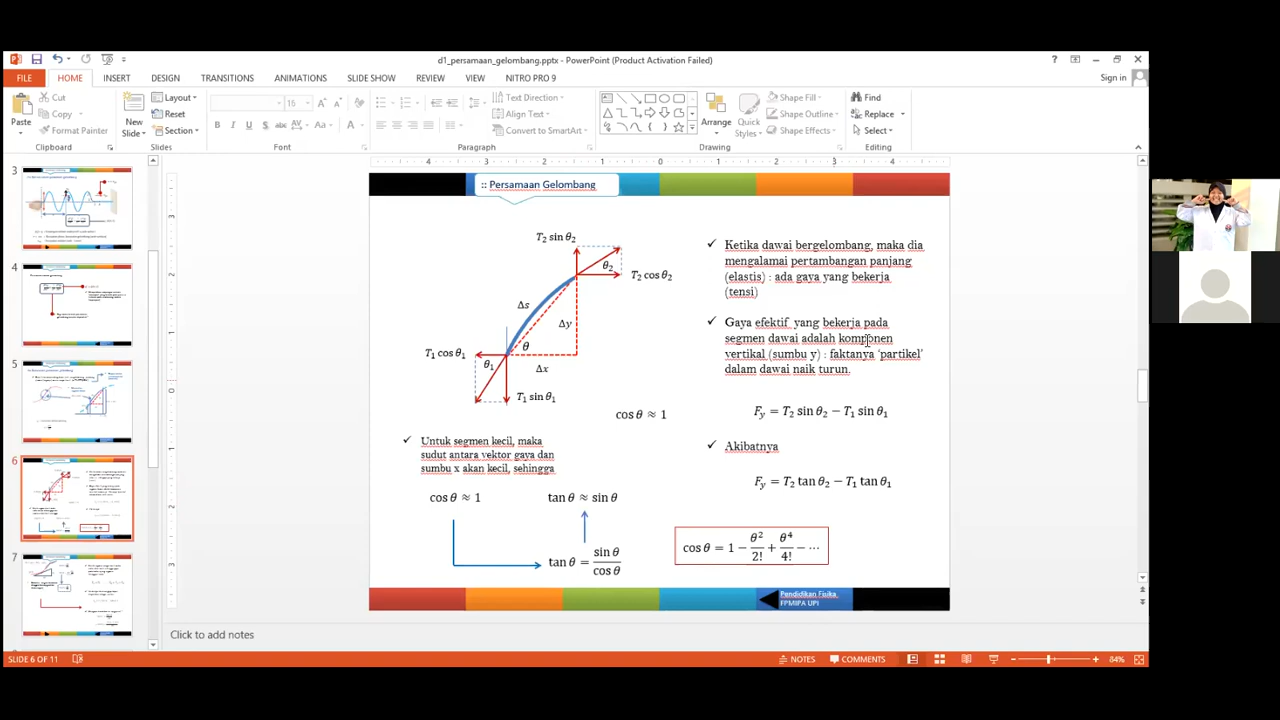 d1_persamaan_gelombang.pptx - PowerPoint (Product Activation Failed)
FILE HOME INSERT DESIGN TRANSITIONS ANIMATIONS SLIDE SHOW REVIEW VIEW NITRO PRO 9
Sign in
Paste
Cut
Copy
Format Painter
Clipboard
New Slide
Layout
Reset
Section
Slides
16
Font
Text Direction
Align Text
Convert to SmartArt
Paragraph
Arrange
Quick Styles
Shape Fill
Shape Outline
Shape Effects
Drawing
Find
Replace
Select
Editing
3
4
5
6
7
:: Persamaan Gelombang
T₂ sin θ₂
θ₂
T₂ cos θ₂
Δs
Δy
θ
T₁ cos θ₁
θ₁
Δx
T₁ sin θ₁
cos θ ≈ 1
✓ Untuk segmen kecil, maka
sudut antara vektor gaya dan
sumbu x akan kecil, sehingga
cos θ ≈ 1 tan θ ≈ sin θ
tan θ = sin θ / cos θ
✓ Ketika dawai bergelombang, maka dia
mengalami pertambangan panjang
(elastis) : ada gaya yang bekerja
(tensi)
✓ Gaya efektif yang bekerja pada
segmen dawai adalah komponen
vertikal (sumbu y) : faktanya 'partikel'
dalam dawai naik turun.
F_y = T₂ sin θ₂ − T₁ sin θ₁
✓ Akibatnya
F_y = T₂ tan θ₂ − T₁ tan θ₁
cos θ = 1 − θ²/2! + θ⁴/4! − ⋯
Pendidikan Fisika
FPMIPA UPI
Click to add notes
SLIDE 6 OF 11 NOTES COMMENTS 84%